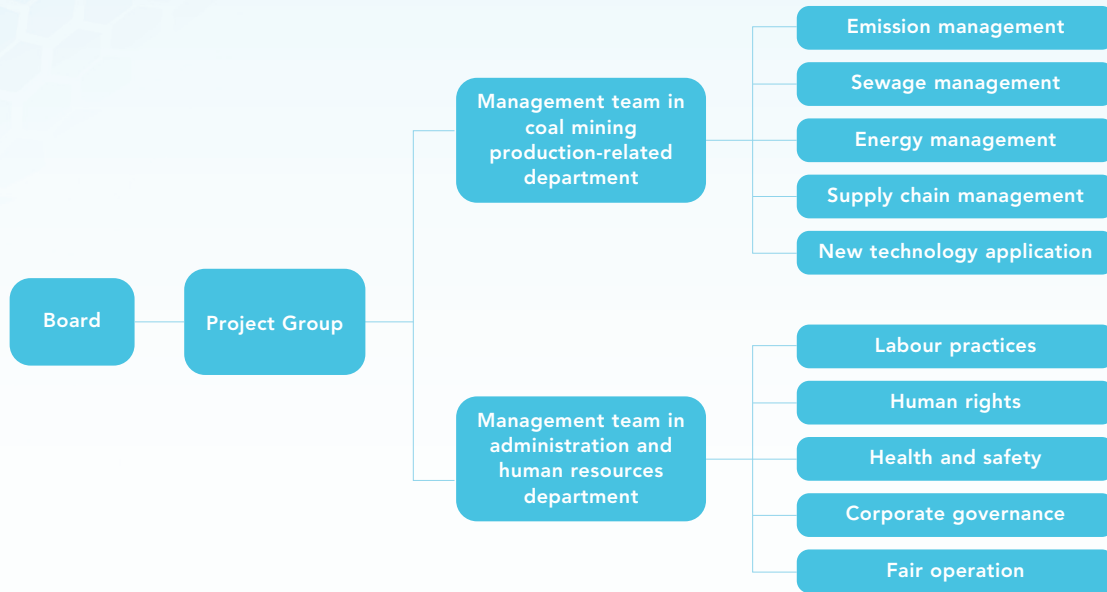 Board
Project Group
Management team in
coal mining
production-related
department
Emission management
Sewage management
Energy management
Supply chain management
New technology application
Management team in
administration and
human resources
department
Labour practices
Human rights
Health and safety
Corporate governance
Fair operation